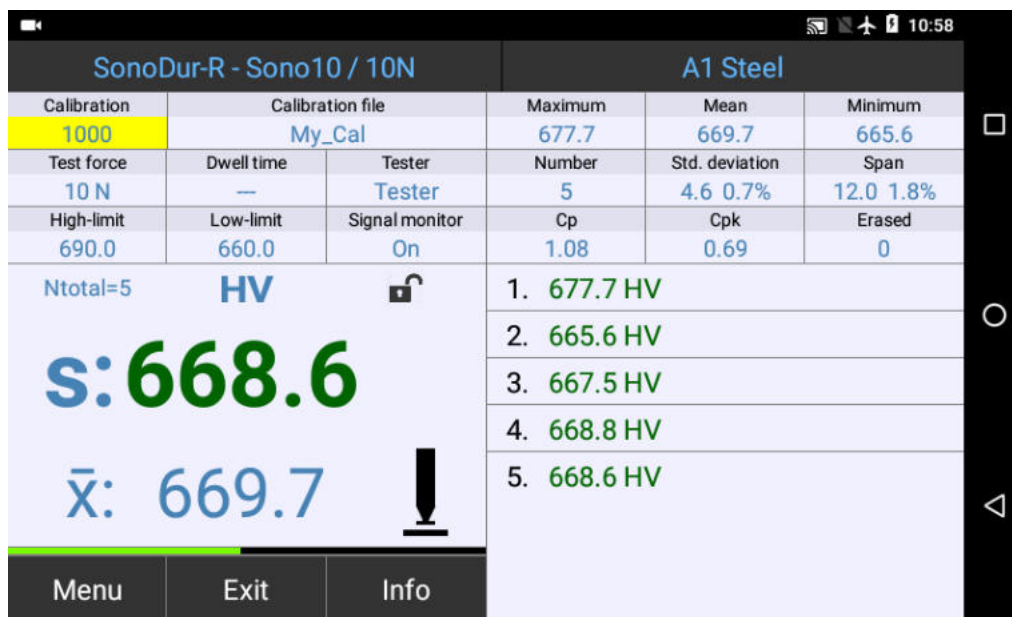 10:58
SonoDur-R - Sono10 / 10N A1 Steel
Calibration Calibration file Maximum Mean Minimum
1000 My_Cal 677.7 669.7 665.6
Test force Dwell time Tester Number Std. deviation Span
10 N --- Tester 5 4.6 0.7% 12.0 1.8%
High-limit Low-limit Signal monitor Cp Cpk Erased
690.0 660.0 On 1.08 0.69 0
Ntotal=5 HV
s: 668.6
x̄: 669.7
1. 677.7 HV
2. 665.6 HV
3. 667.5 HV
4. 668.8 HV
5. 668.6 HV
Menu Exit Info